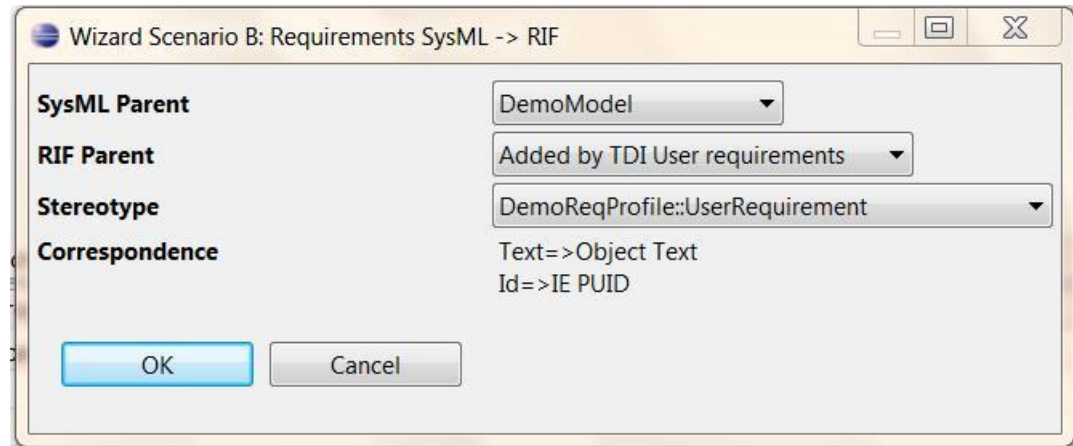 Wizard Scenario B: Requirements SysML -> RIF
SysML Parent DemoModel
RIF Parent Added by TDI User requirements
Stereotype DemoReqProfile::UserRequirement
Correspondence Text=>Object Text
Id=>IE PUID
OK Cancel